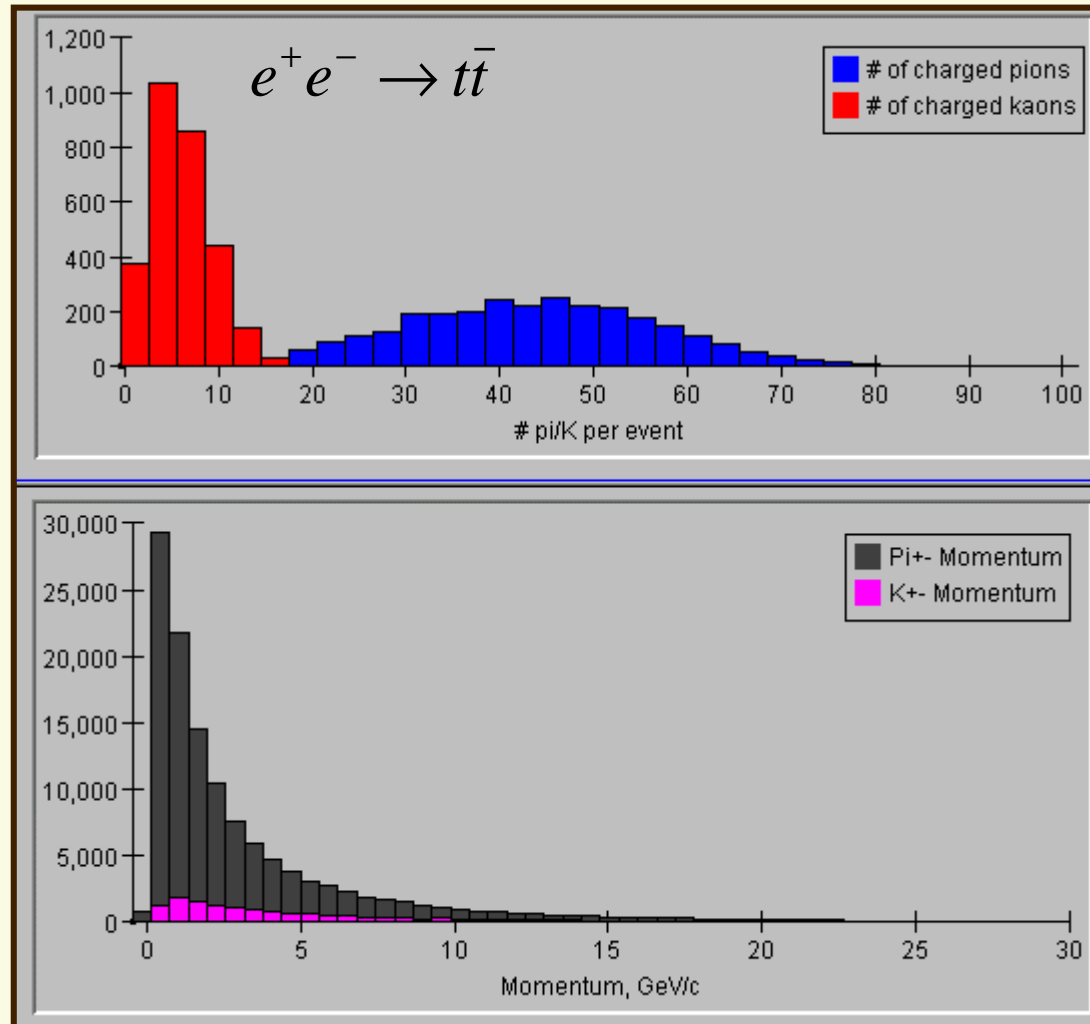 1,200
1,000
800
600
400
200
0
e⁺e⁻ → tt̄
# of charged pions
# of charged kaons
0 10 20 30 40 50 60 70 80 90 100
# pi/K per event
30,000
25,000
20,000
15,000
10,000
5,000
0
Pi+- Momentum
K+- Momentum
0 5 10 15 20 25 30
Momentum, GeV/c